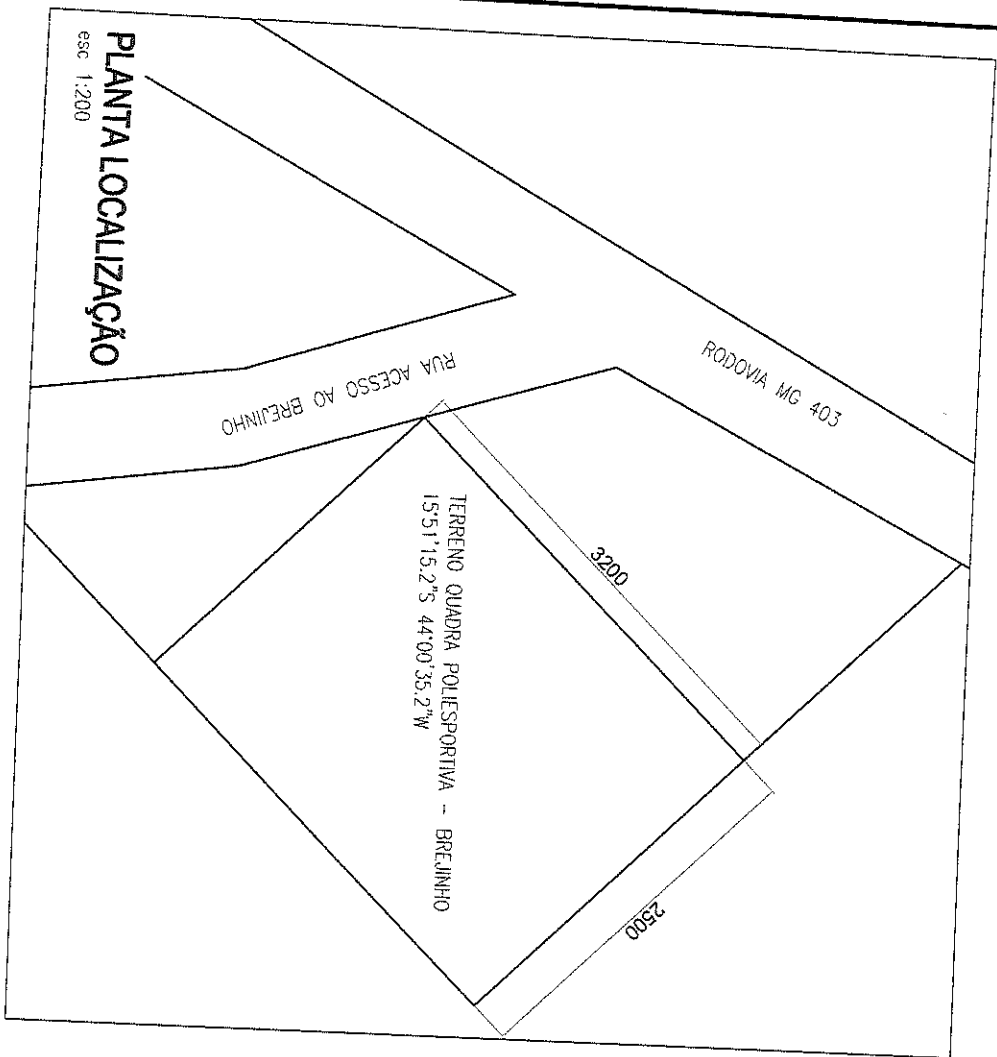 PLANTA LOCALIZAÇÃO
esc 1:200
RODOVIA MG 403
RUA ACESSO AO BREJINHO
3200
TERRENO QUADRA POLIESPORTIVA - BREJINHO
15°51'15.2"S 44°00'35.2"W
2500